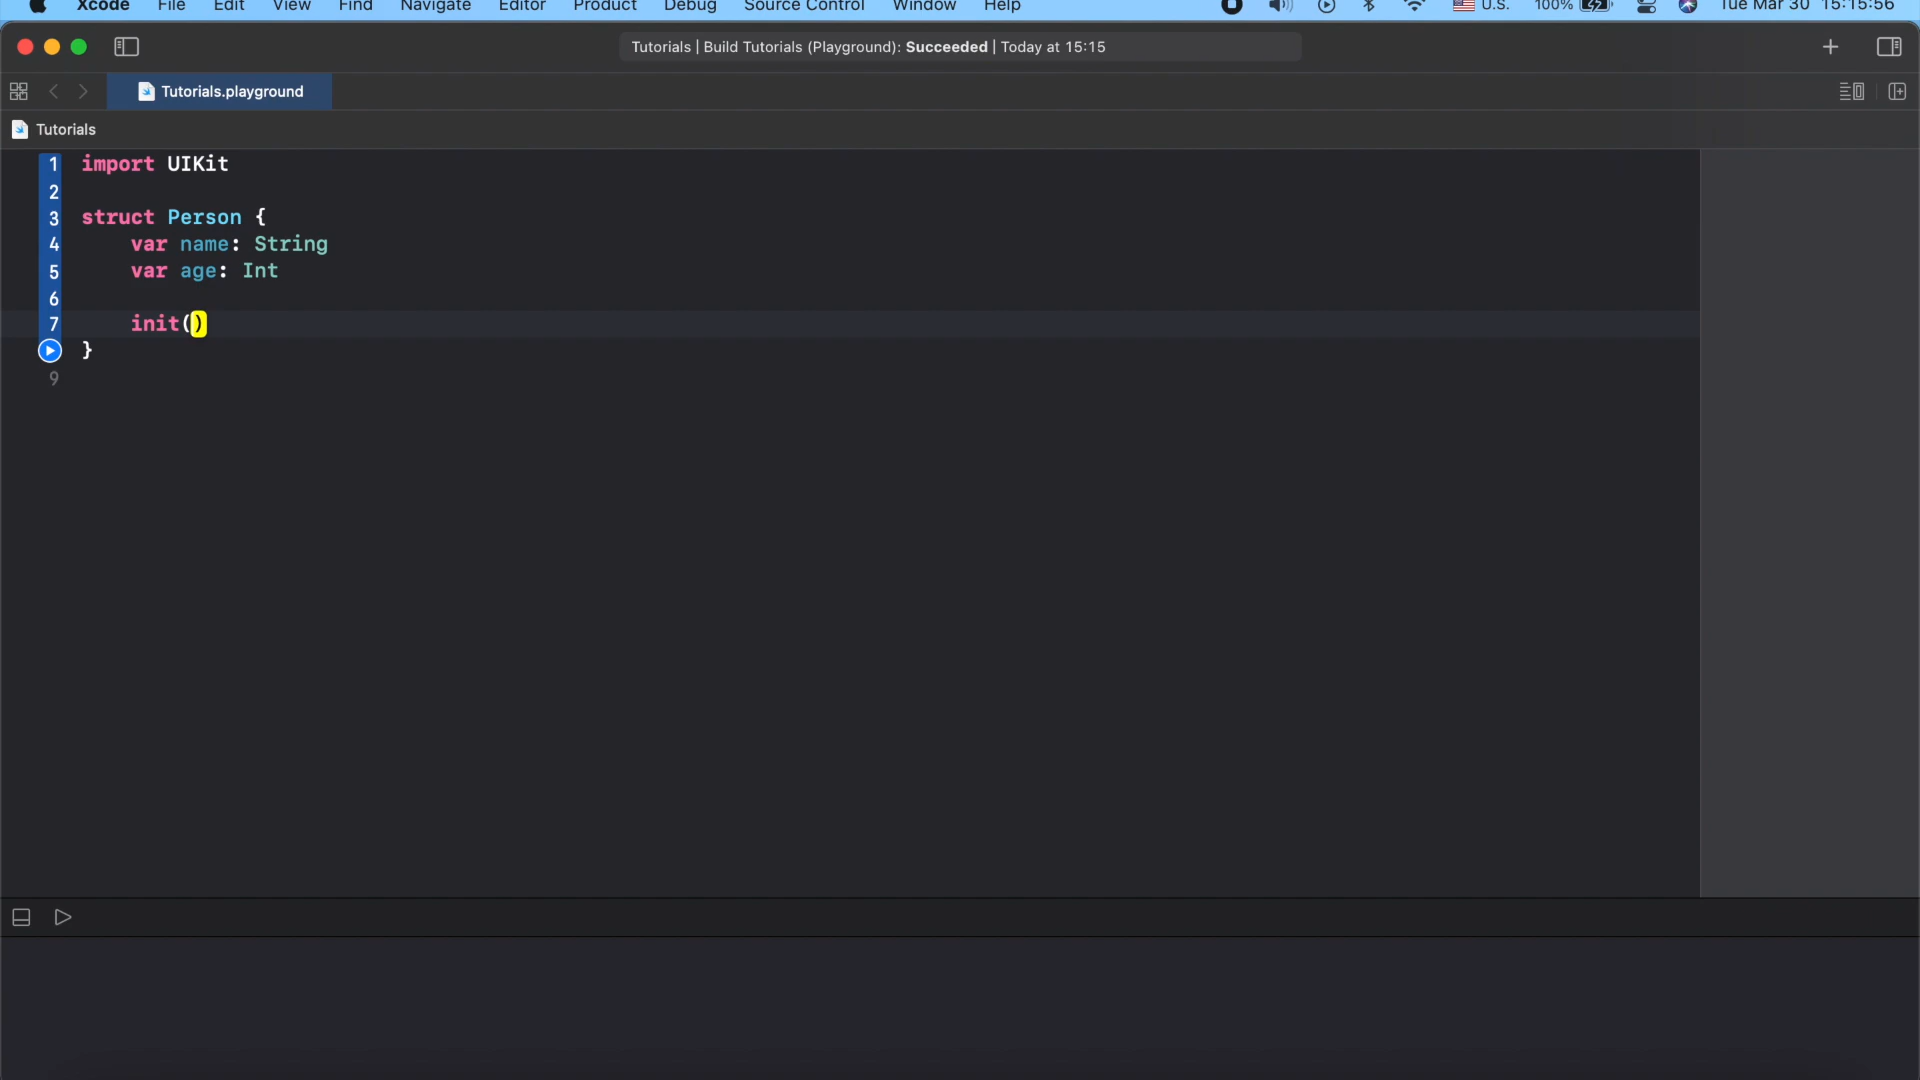 Xcode File Edit View Find Navigate Editor Product Debug Source Control Window Help U.S. 100% Tue Mar 30 15:15:56
Tutorials | Build Tutorials (Playground): Succeeded | Today at 15:15
Tutorials.playground
Tutorials
1 import UIKit
2
3 struct Person {
4 var name: String
5 var age: Int
6
7 init()
}
9